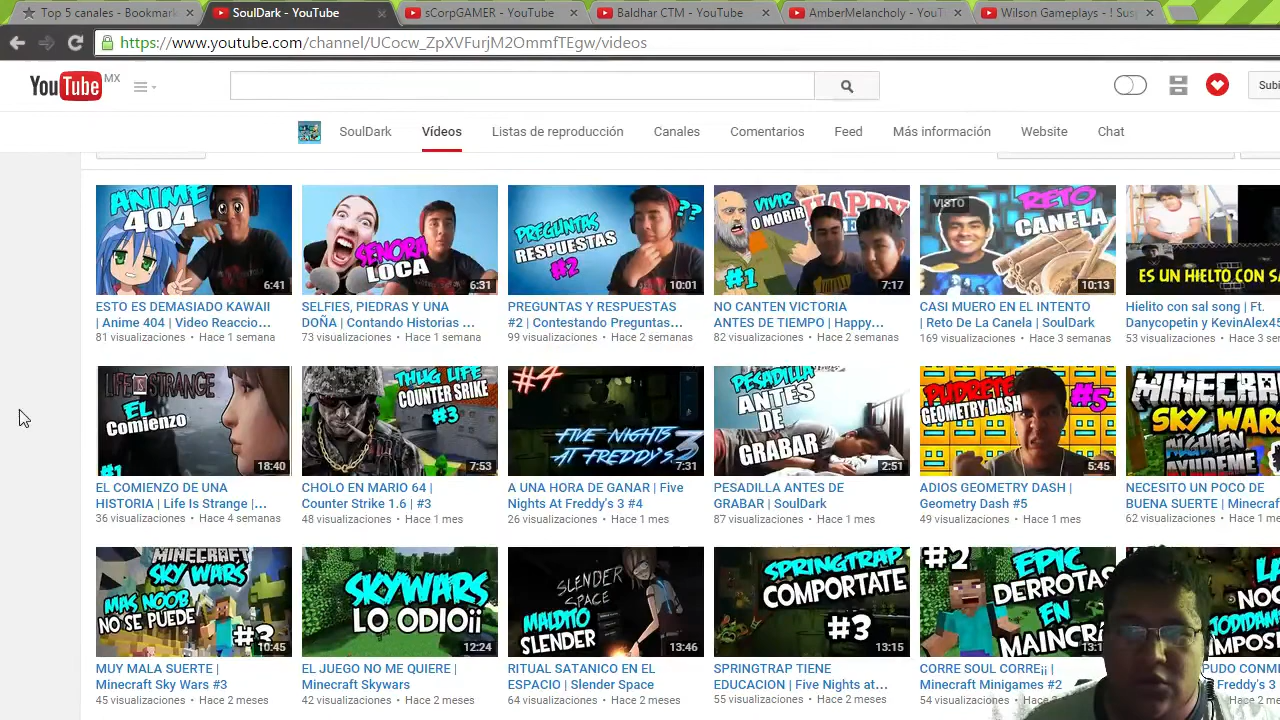 Top 5 canales - Bookmark
SoulDark - YouTube
sCorpGAMER - YouTube
Baldhar CTM - YouTube
AmberMelancholy - YouT
Wilson Gameplays - ! Sus
https://www.youtube.com/channel/UCocw_ZpXVFurjM2OmmfTEgw/videos
YouTube MX
Subi
SoulDark
Vídeos
Listas de reproducción
Canales
Comentarios
Feed
Más información
Website
Chat
ANIME
404
6:41
SEÑORA
LOCA
6:31
PREGUNTAS
RESPUESTAS
#2
??
10:01
VIVIR
O MORIR
HAPPY
#1
7:17
VISTO
RETO
CANELA
10:13
ES UN HIELTO CON SA
ESTO ES DEMASIADO KAWAII
| Anime 404 | Video Reaccio...
81 visualizaciones • Hace 1 semana
SELFIES, PIEDRAS Y UNA
DOÑA | Contando Historias ...
73 visualizaciones • Hace 1 semana
PREGUNTAS Y RESPUESTAS
#2 | Contestando Preguntas...
99 visualizaciones • Hace 2 semanas
NO CANTEN VICTORIA
ANTES DE TIEMPO | Happy...
82 visualizaciones • Hace 2 semanas
CASI MUERO EN EL INTENTO
| Reto De La Canela | SoulDark
169 visualizaciones • Hace 3 semanas
Hielito con sal song | Ft.
Danycopetin y KevinAlex45
53 visualizaciones • Hace 3 se
LIFE IS STRANGE
EL
Comienzo
#1
18:40
THUG LIFE
COUNTER SRIKE
#3
7:53
#4
FIVE NIGHTS
AT FREDDY'S 3
7:31
PESADILLA
ANTES
DE
GRABAR
2:51
PUDRETE
GEOMETRY DASH
#5
5:45
MINECRAF
SKY WARS
ALGUIEN
AYUDEME
EL COMIENZO DE UNA
HISTORIA | Life Is Strange |...
36 visualizaciones • Hace 4 semanas
CHOLO EN MARIO 64 |
Counter Strike 1.6 | #3
48 visualizaciones • Hace 1 mes
A UNA HORA DE GANAR | Five
Nights At Freddy's 3 #4
26 visualizaciones • Hace 1 mes
PESADILLA ANTES DE
GRABAR | SoulDark
87 visualizaciones • Hace 1 mes
ADIOS GEOMETRY DASH |
Geometry Dash #5
49 visualizaciones • Hace 1 mes
NECESITO UN POCO DE
BUENA SUERTE | Minecraf
62 visualizaciones • Hace 1 m
MINECRAFT
SKY WARS
MAS NOOB
NO SE PUEDE
#3
10:45
SKYWARS
LO ODIO¡¡
12:24
SLENDER
SPACE
MALDITO
SLENDER
13:46
SPRINGTRAP
COMPORTATE
#3
13:15
#2
EPIC
DERROTAS
EN
MAINCR
13:1
MUY MALA SUERTE |
Minecraft Sky Wars #3
45 visualizaciones • Hace 2 meses
EL JUEGO NO ME QUIERE |
Minecraft Skywars
42 visualizaciones • Hace 2 meses
RITUAL SATANICO EN EL
ESPACIO | Slender Space
64 visualizaciones • Hace 2 meses
SPRINGTRAP TIENE
EDUCACION | Five Nights at...
55 visualizaciones • Hace 2 meses
CORRE SOUL CORRE¡¡ |
Minecraft Minigames #2
54 visualizaciones • Hace
PUDO CONMI
Freddy's 3